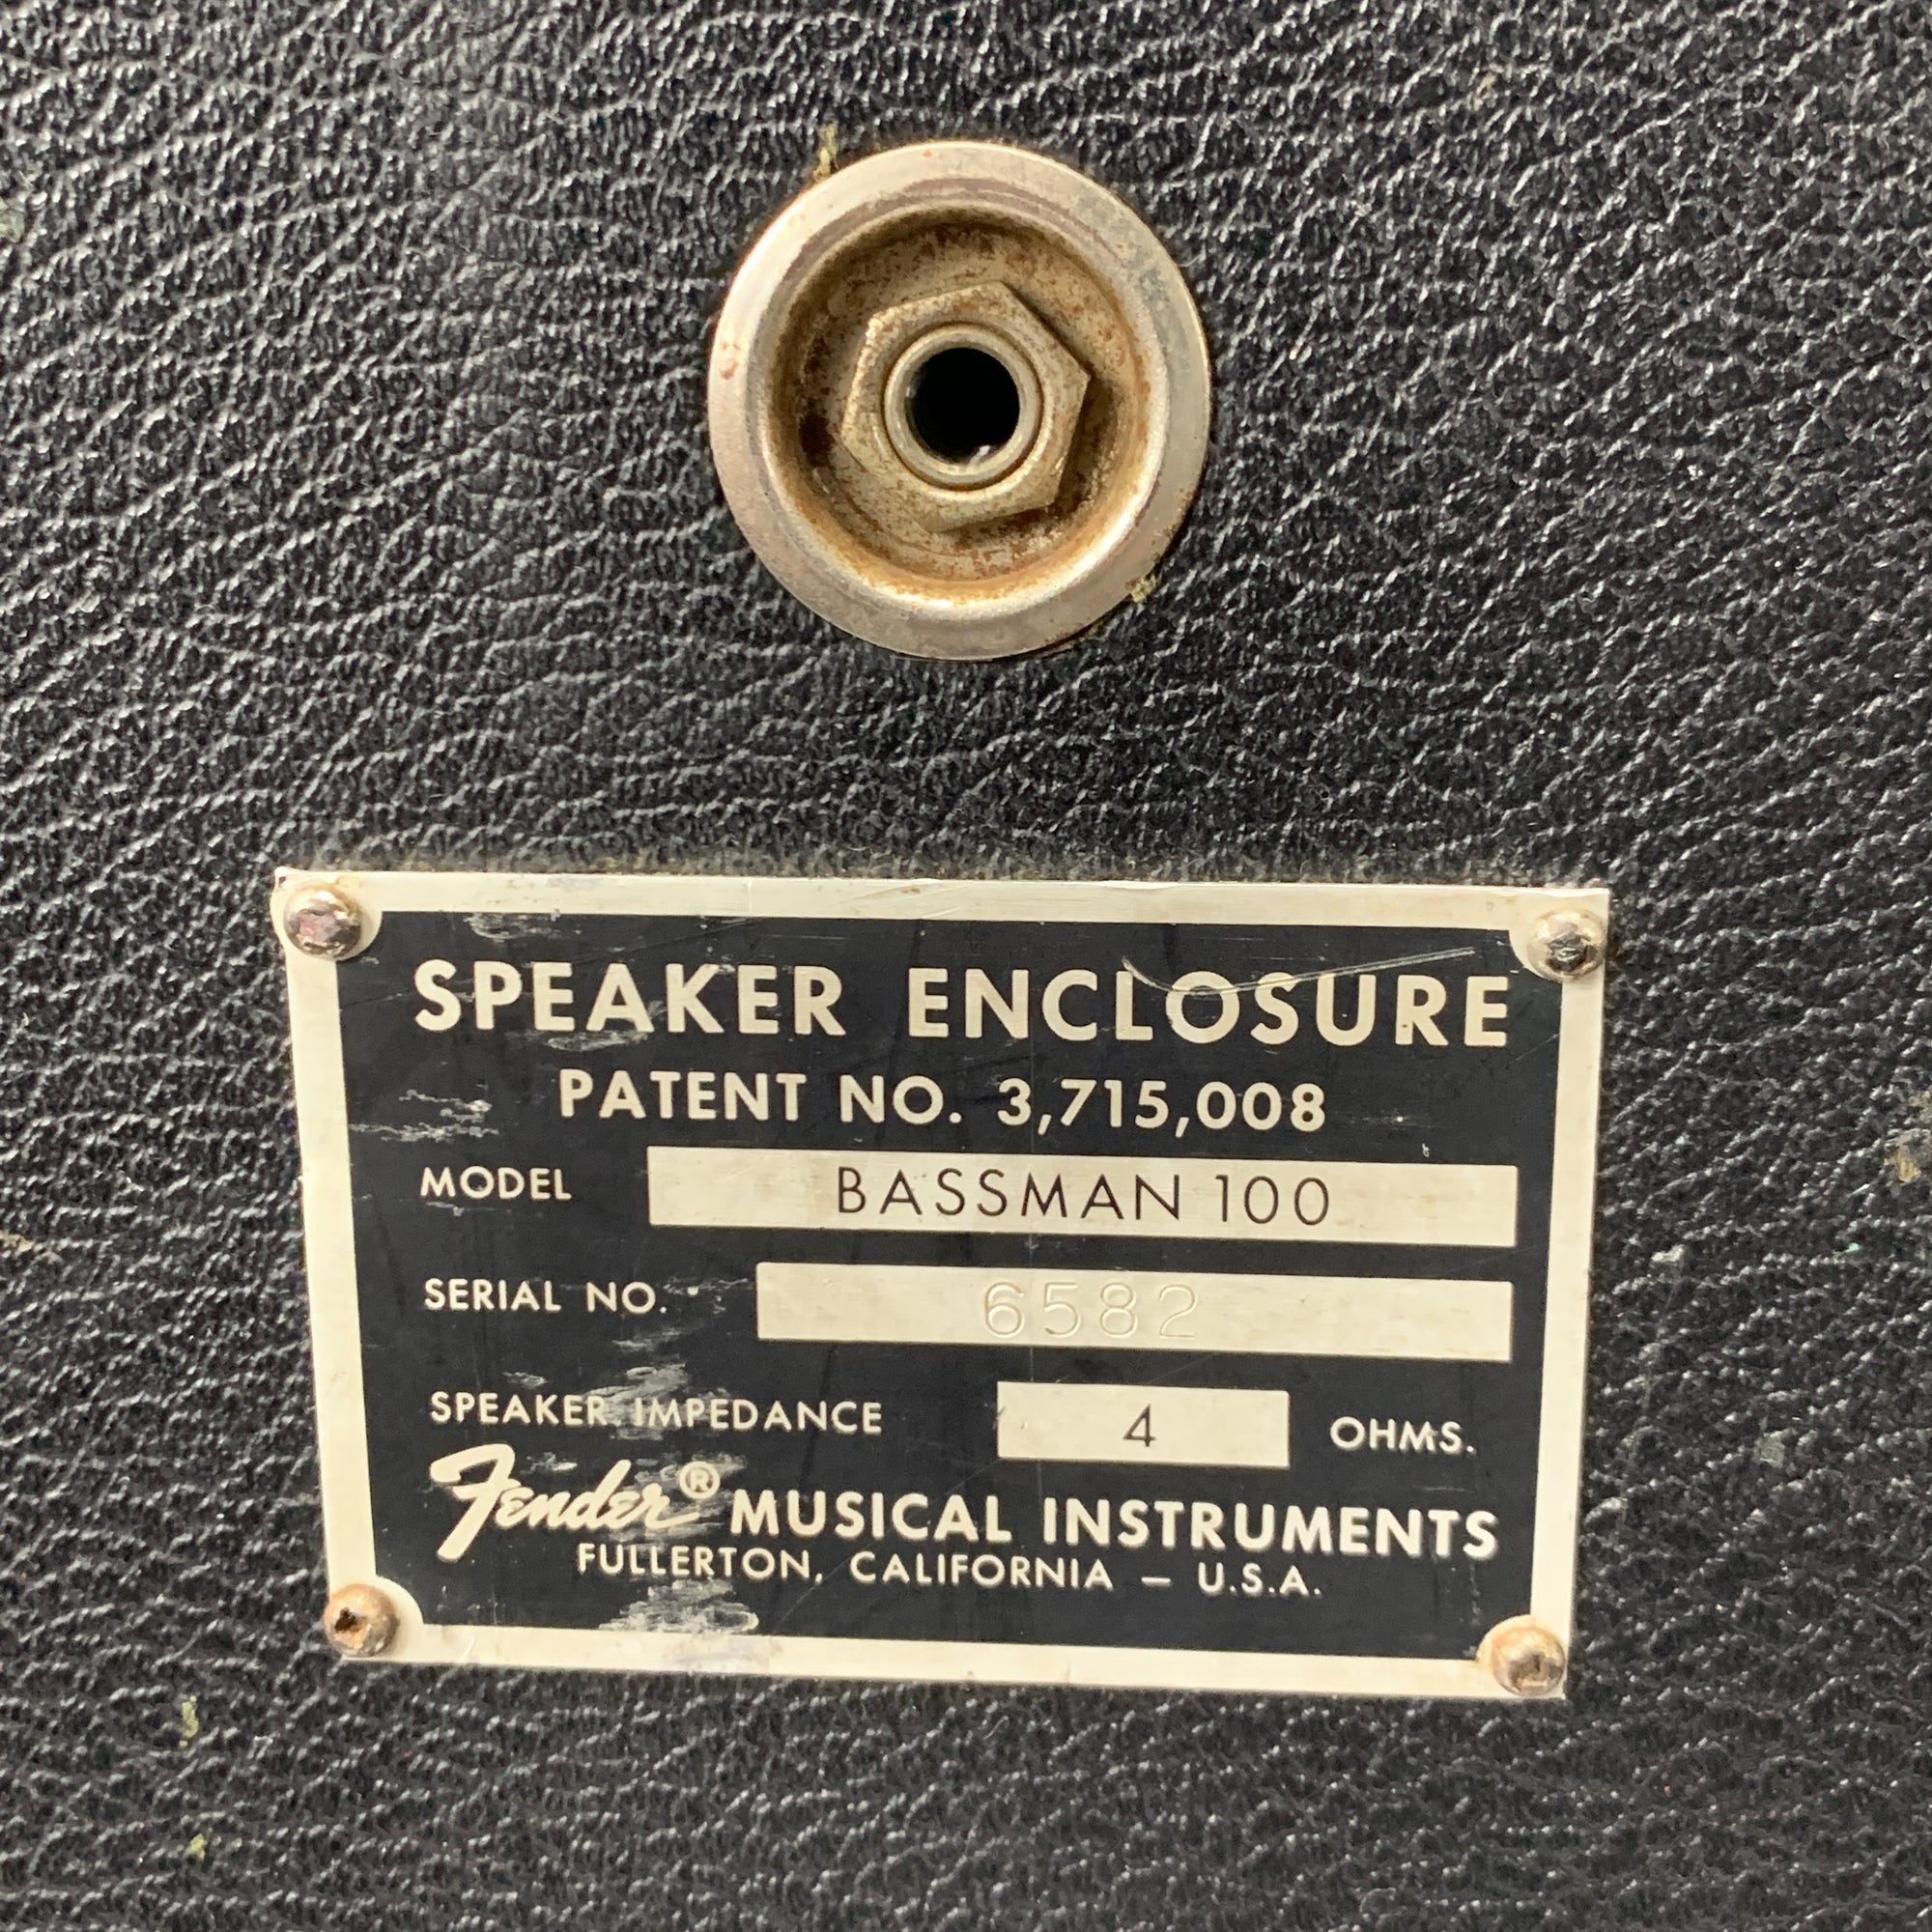 SPEAKER ENCLOSURE
PATENT NO. 3,715,008
MODEL BASSMAN 100
SERIAL NO. 6582
SPEAKER IMPEDANCE 4 OHMS.
Fender® MUSICAL INSTRUMENTS
FULLERTON, CALIFORNIA – U.S.A.